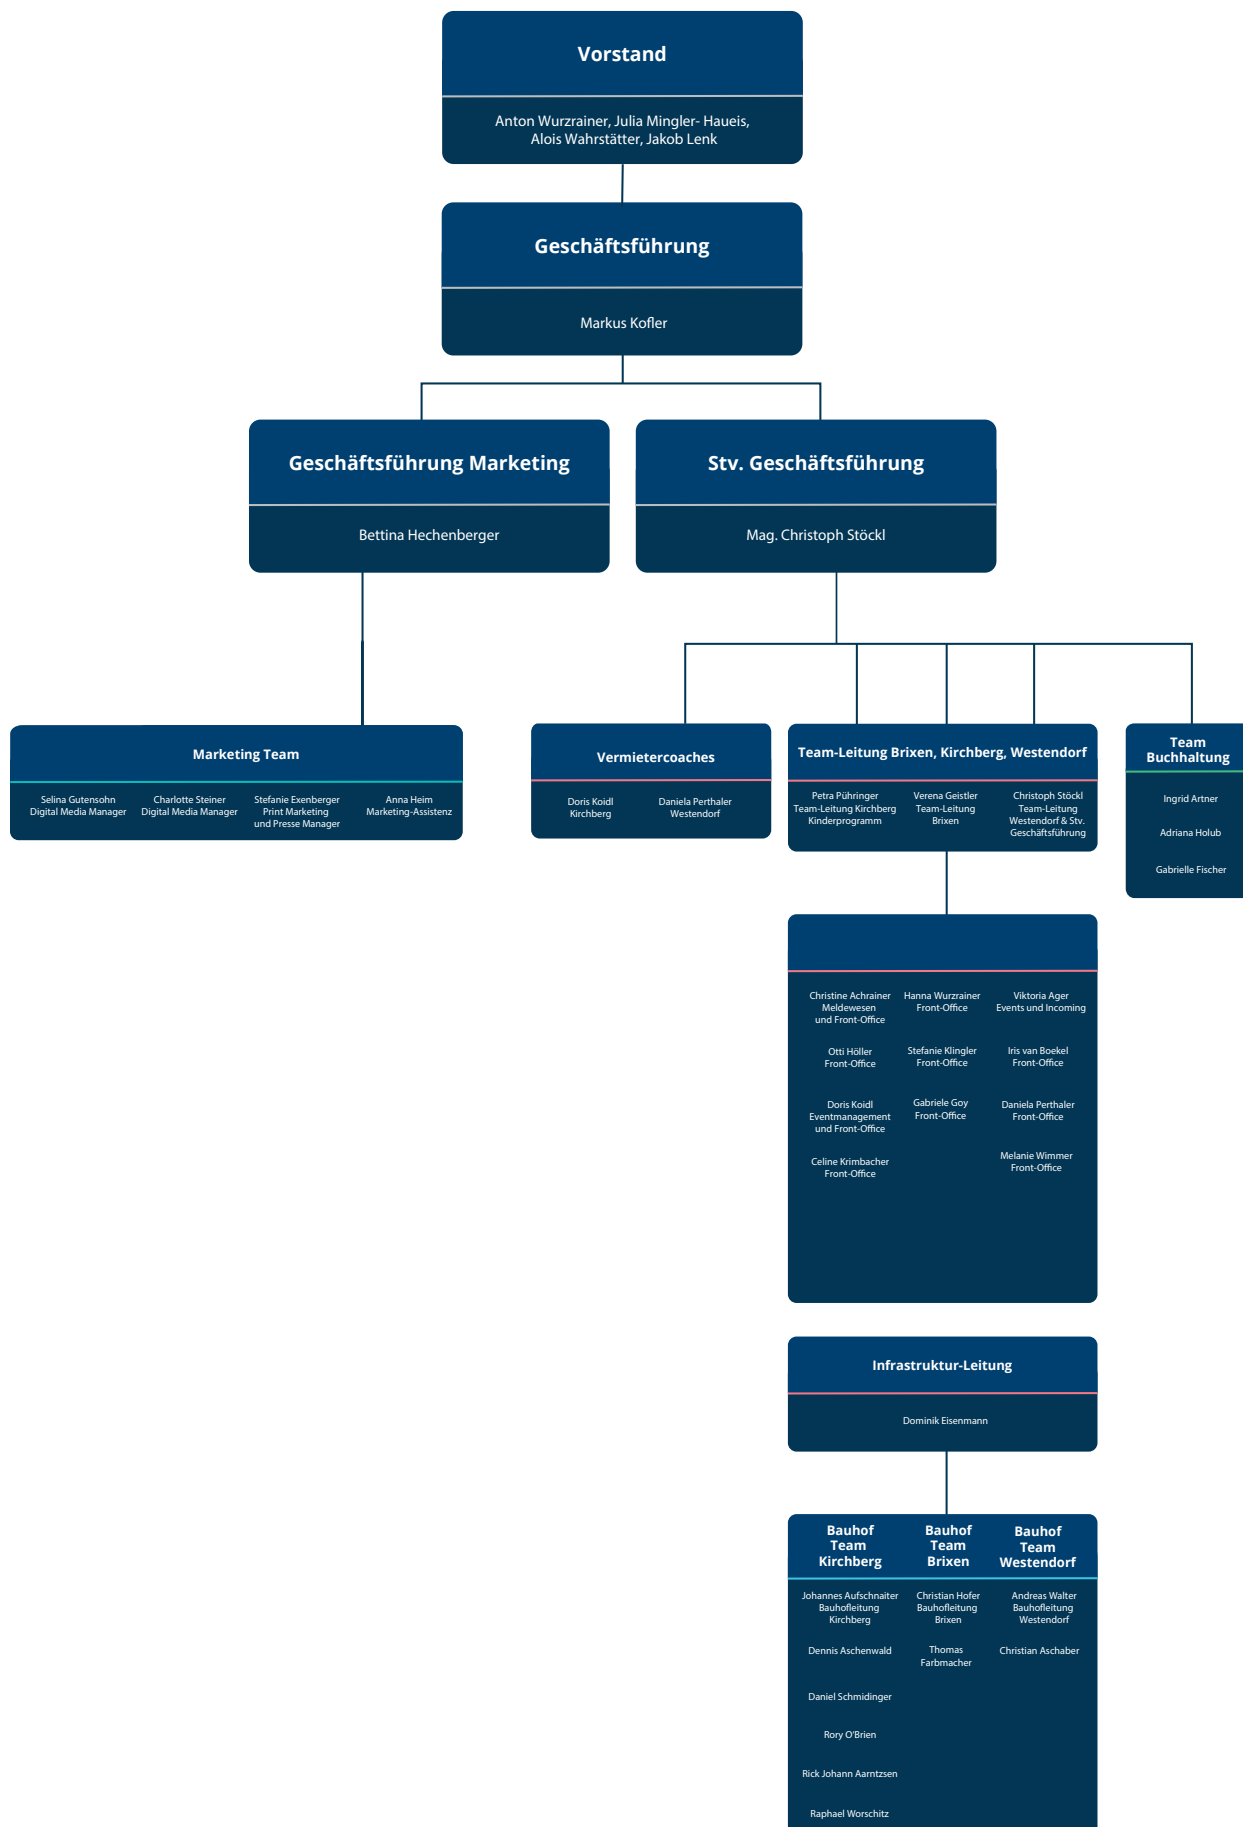 Vorstand
Anton Wurzrainer, Julia Mingler- Haueis,
Alois Wahrstätter, Jakob Lenk
Geschäftsführung
Markus Kofler
Geschäftsführung Marketing
Bettina Hechenberger
Stv. Geschäftsführung
Mag. Christoph Stöckl
Marketing Team
Selina Gutensohn
Digital Media Manager
Charlotte Steiner
Digital Media Manager
Stefanie Exenberger
Print Marketing
und Presse Manager
Anna Heim
Marketing-Assistenz
Vermietercoaches
Doris Koidl
Kirchberg
Daniela Perthaler
Westendorf
Team-Leitung Brixen, Kirchberg, Westendorf
Petra Pühringer
Team-Leitung Kirchberg
Kinderprogramm
Verena Geistler
Team-Leitung
Brixen
Christoph Stöckl
Team-Leitung
Westendorf & Stv.
Geschäftsführung
Team
Buchhaltung
Ingrid Artner
Adriana Holub
Gabrielle Fischer
Christine Achrainer
Meldewesen
und Front-Office
Otti Höller
Front-Office
Doris Koidl
Eventmanagement
und Front-Office
Celine Krimbacher
Front-Office
Hanna Wurzrainer
Front-Office
Stefanie Klingler
Front-Office
Gabriele Goy
Front-Office
Viktoria Ager
Events und Incoming
Iris van Boekel
Front-Office
Daniela Perthaler
Front-Office
Melanie Wimmer
Front-Office
Infrastruktur-Leitung
Dominik Eisenmann
Bauhof
Team
Kirchberg
Johannes Aufschnaiter
Bauhofleitung
Kirchberg
Dennis Aschenwald
Daniel Schmidinger
Rory O'Brien
Rick Johann Aarntzsen
Raphael Worschitz
Bauhof
Team
Brixen
Christian Hofer
Bauhofleitung
Brixen
Thomas
Farbmacher
Bauhof
Team
Westendorf
Andreas Walter
Bauhofleitung
Westendorf
Christian Aschaber